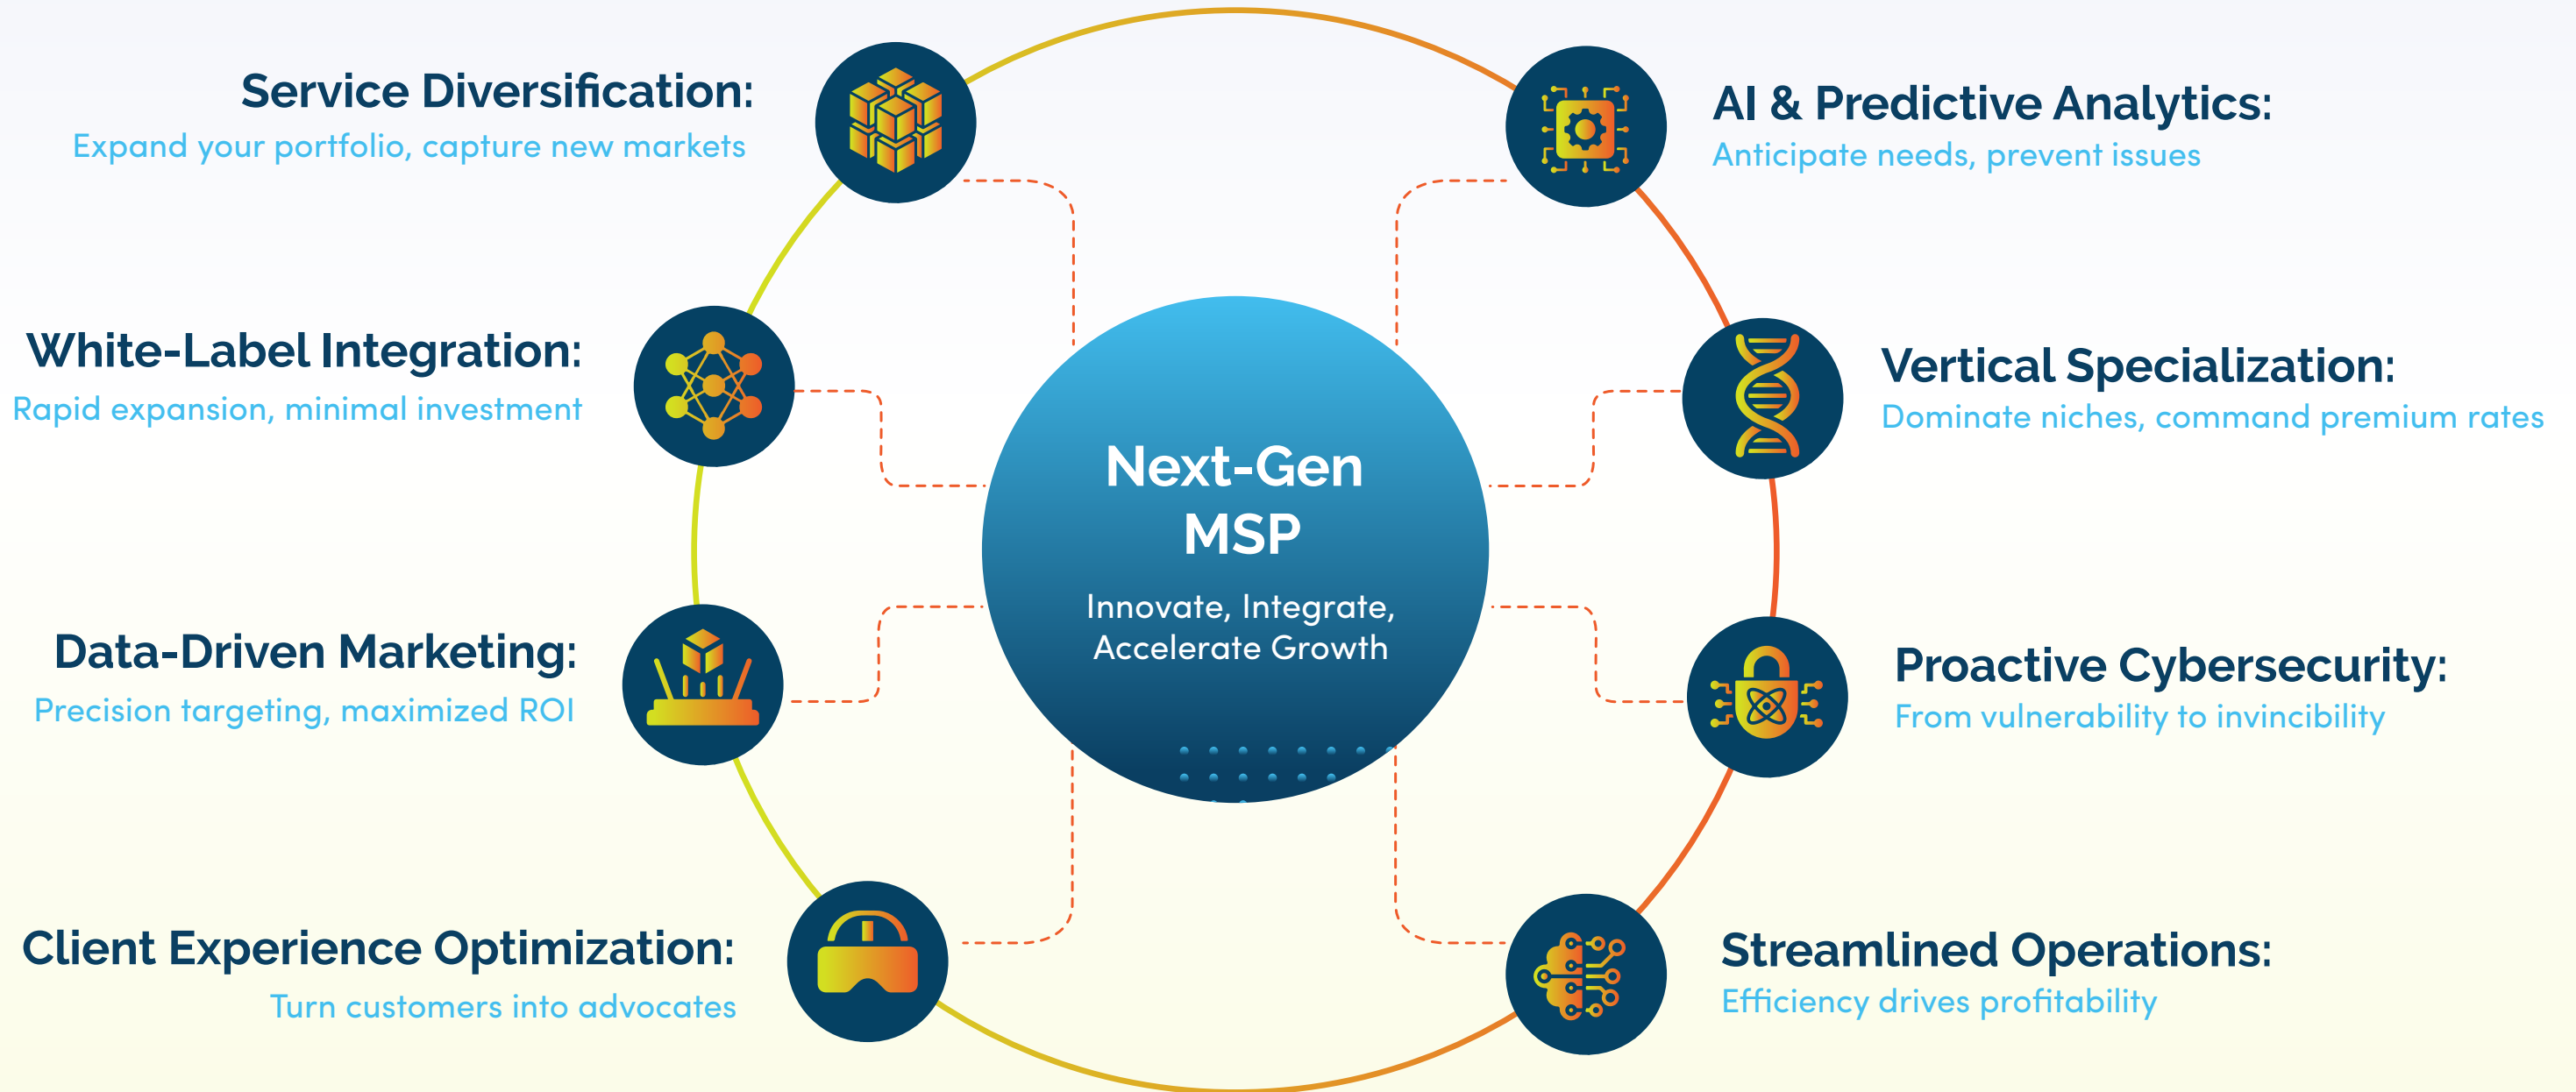 Service Diversification:
Expand your portfolio, capture new markets
White-Label Integration:
Rapid expansion, minimal investment
Data-Driven Marketing:
Precision targeting, maximized ROI
Client Experience Optimization:
Turn customers into advocates
Next-Gen
MSP
Innovate, Integrate,
Accelerate Growth
AI & Predictive Analytics:
Anticipate needs, prevent issues
Vertical Specialization:
Dominate niches, command premium rates
Proactive Cybersecurity:
From vulnerability to invincibility
Streamlined Operations:
Efficiency drives profitability